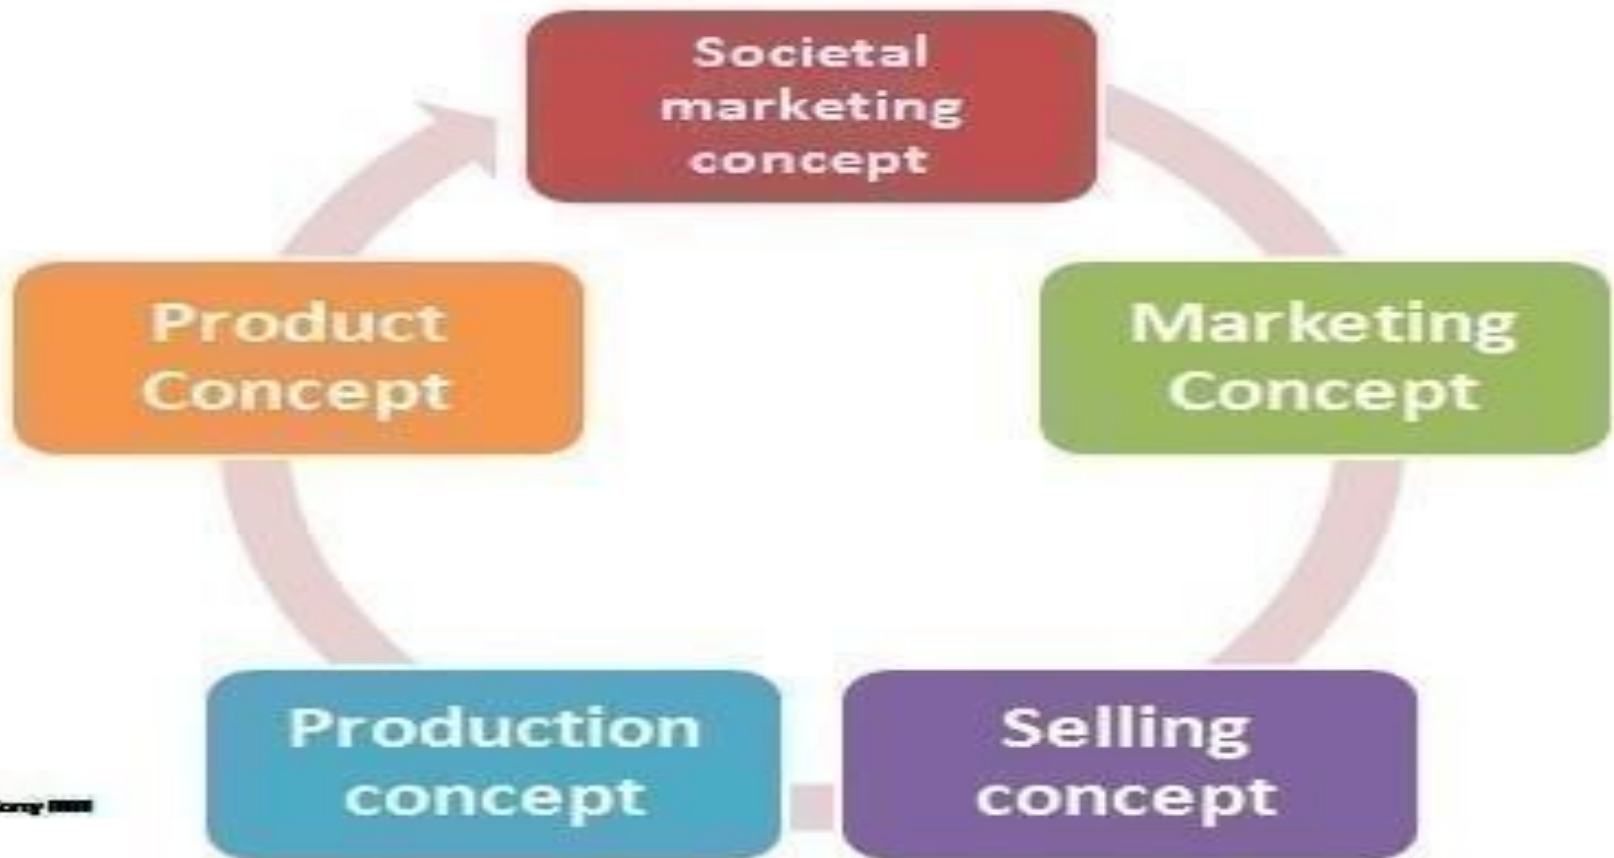 Societal
marketing
concept
Product
Concept
Marketing
Concept
Production
concept
Selling
concept